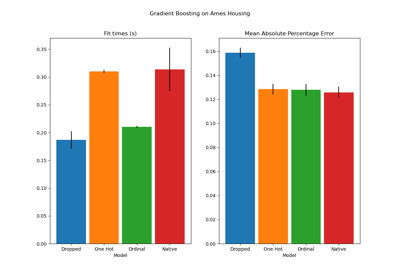 Gradient Boosting on Ames Housing
Fit times (s)
0.35
0.30
0.25
0.20
0.15
0.10
0.05
0.00
Dropped One Hot Ordinal Native
Model
Mean Absolute Percentage Error
0.16
0.14
0.12
0.10
0.08
0.06
0.04
0.02
0.00
Dropped One Hot Ordinal Native
Model